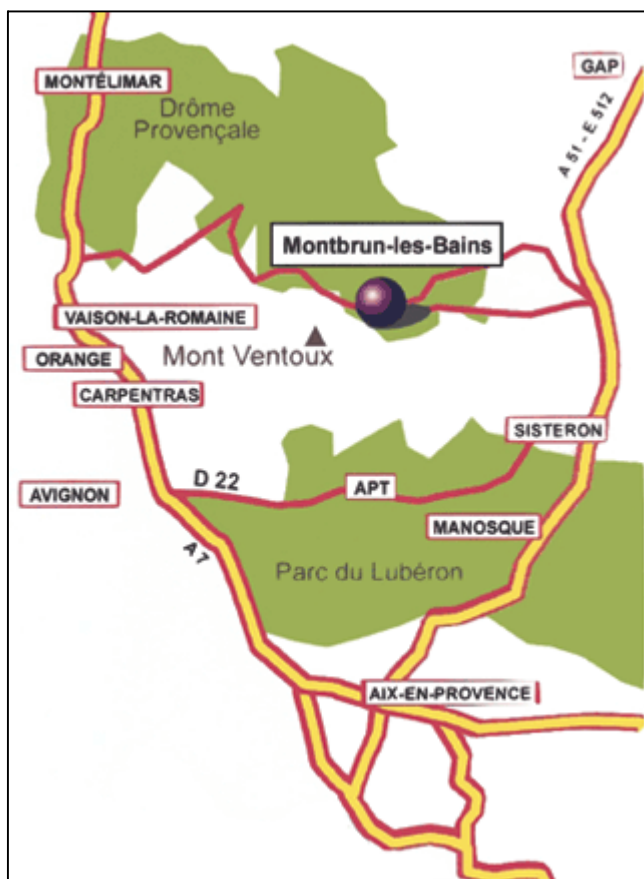 GAP
MONTÉLIMAR
Drôme
Provençale
A 51 - E 512
Montbrun-les-Bains
VAISON-LA-ROMAINE
Mont Ventoux
ORANGE
CARPENTRAS
SISTERON
D 22
APT
AVIGNON
MANOSQUE
A 7
Parc du Lubéron
AIX-EN-PROVENCE